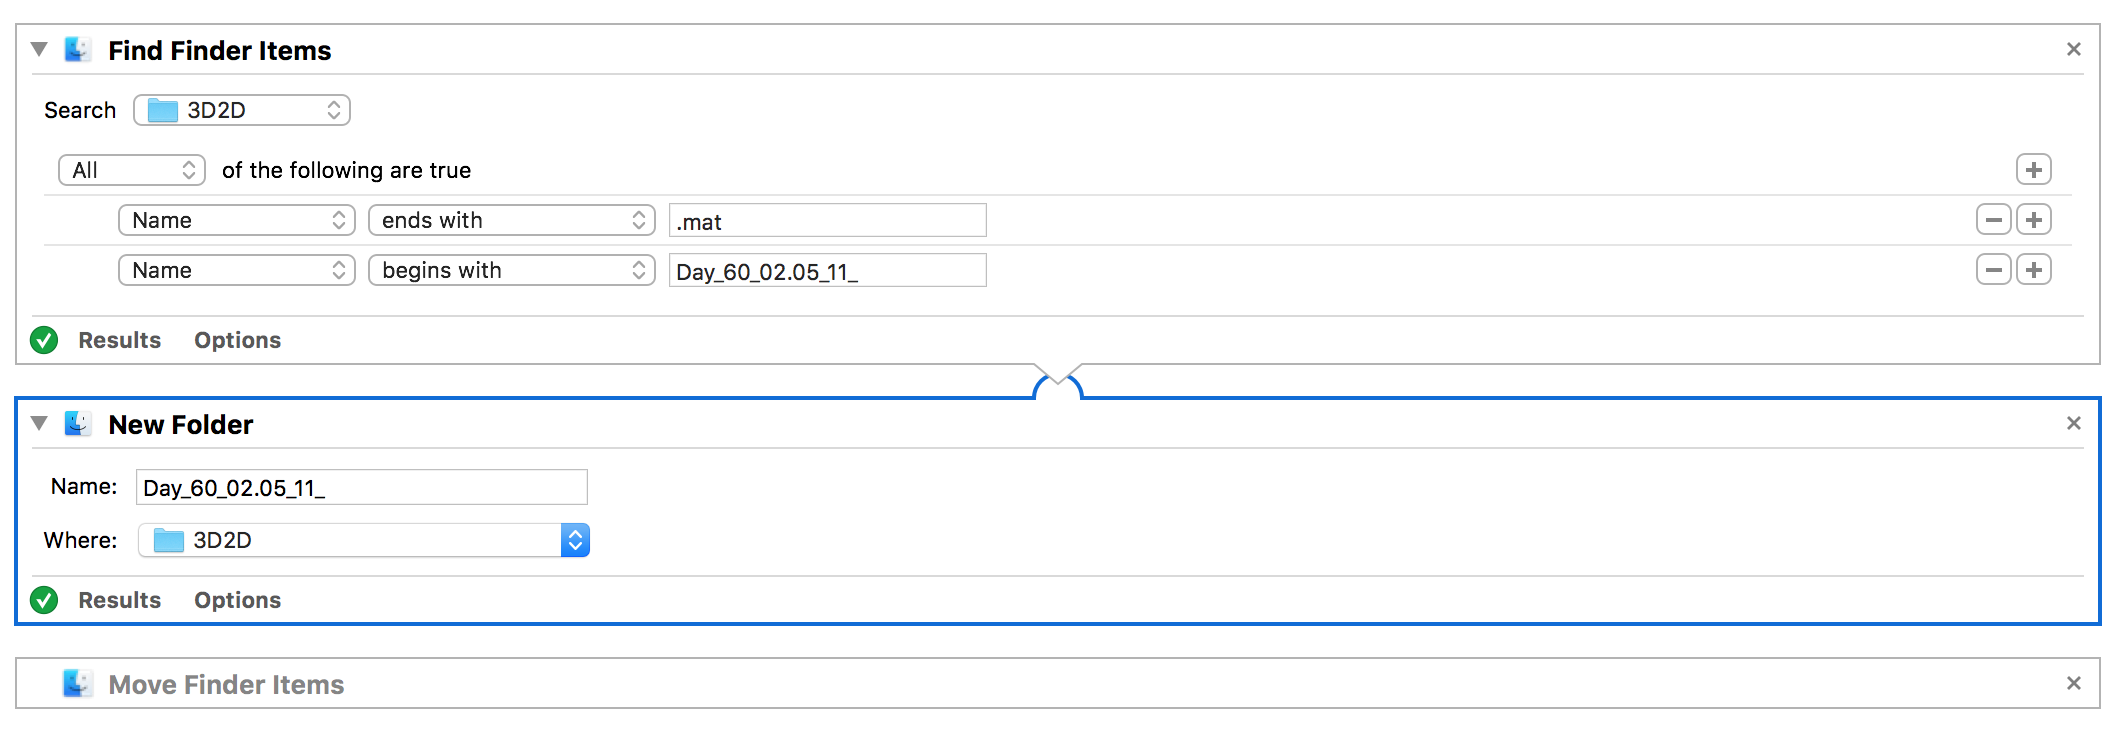 Find Finder Items
Search 3D2D
All of the following are true
Name ends with .mat
Name begins with Day_60_02.05_11_
Results Options
New Folder
Name: Day_60_02.05_11_
Where: 3D2D
Results Options
Move Finder Items